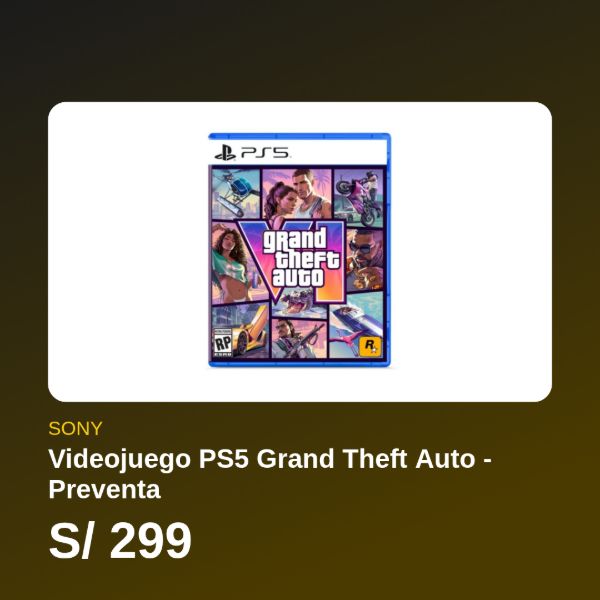 PS5
grand
theft
auto
VI
RP
ESRB
R
SONY
Videojuego PS5 Grand Theft Auto -
Preventa
S/ 299